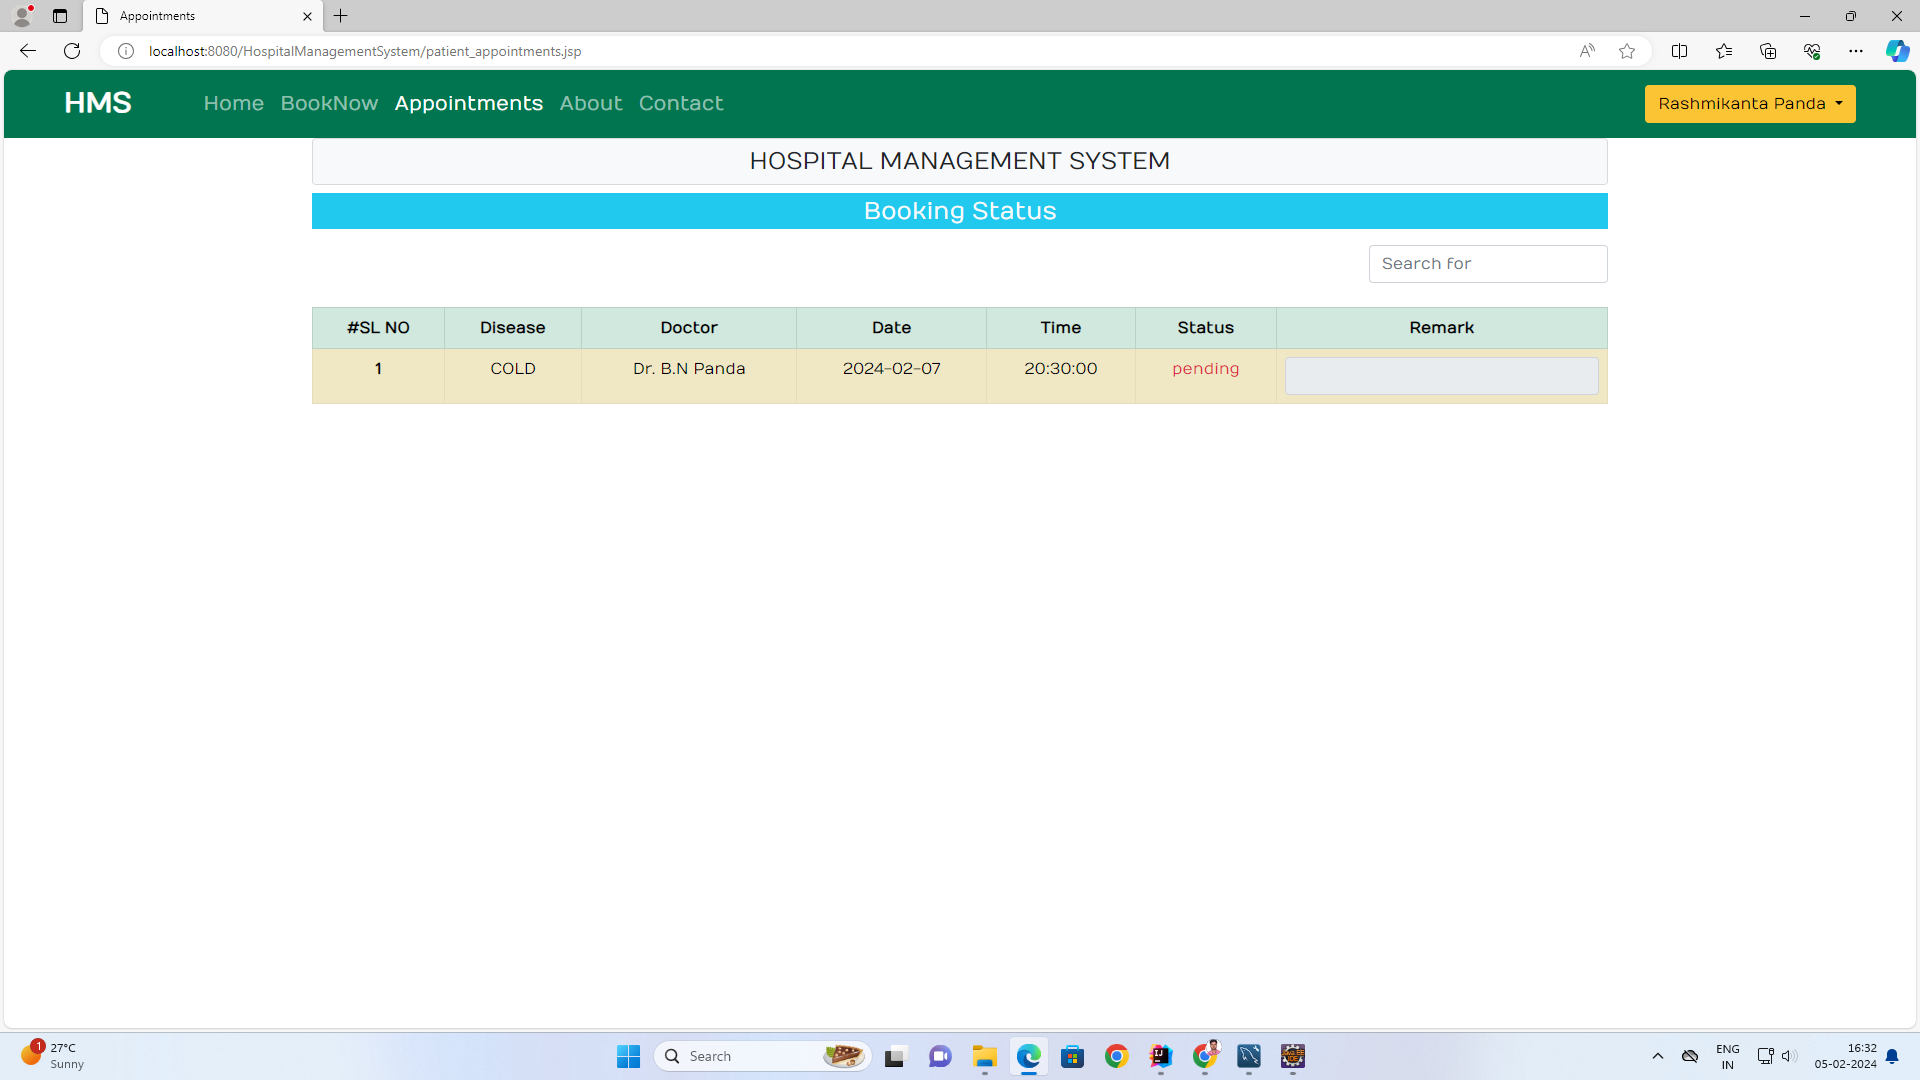 Appointments
localhost:8080/HospitalManagementSystem/patient_appointments.jsp
HMS Home BookNow Appointments About Contact Rashmikanta Panda
HOSPITAL MANAGEMENT SYSTEM
Booking Status
Search for
#SL NO Disease Doctor Date Time Status Remark
1 COLD Dr. B.N Panda 2024-02-07 20:30:00 pending
1 27°C
Sunny
Search
ENG
IN
16:32
05-02-2024